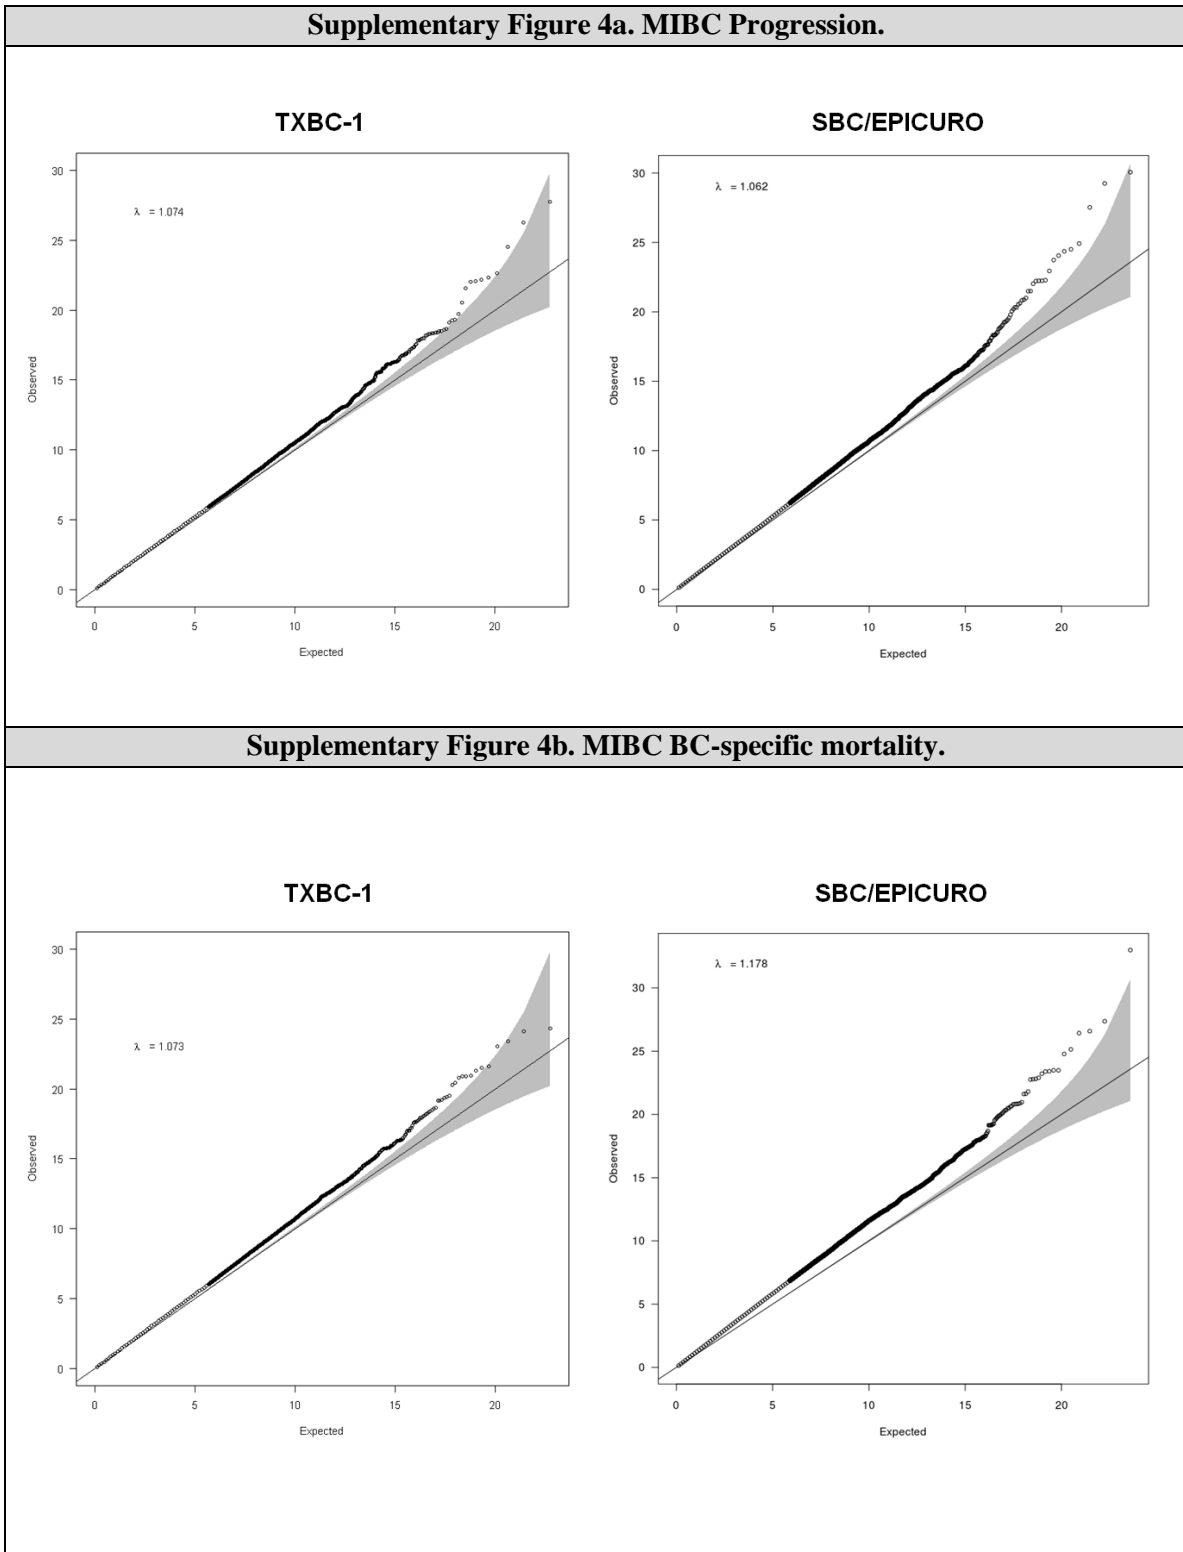 Supplementary Figure 4a. MIBC Progression.
TXBC-1
30
25
20
15
10
5
0
Observed
λ = 1.074
0 5 10 15 20
Expected
SBC/EPICURO
30
25
20
15
10
5
0
Observed
λ = 1.062
0 5 10 15 20
Expected
Supplementary Figure 4b. MIBC BC-specific mortality.
TXBC-1
30
25
20
15
10
5
0
Observed
λ = 1.073
0 5 10 15 20
Expected
SBC/EPICURO
30
25
20
15
10
5
0
Observed
λ = 1.178
0 5 10 15 20
Expected